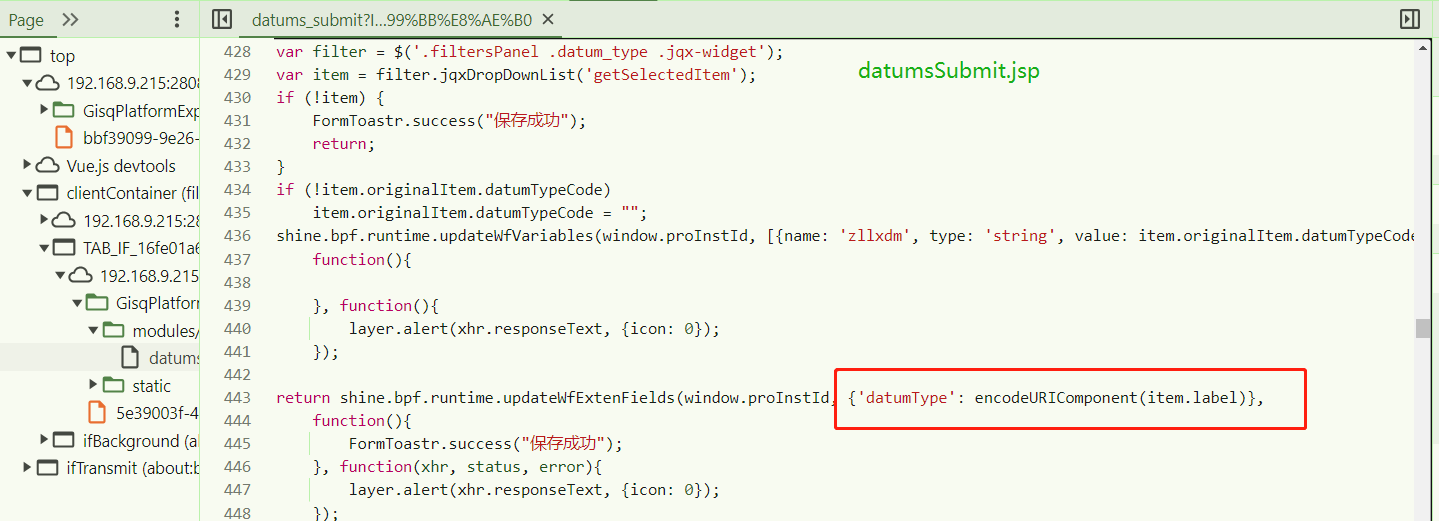 Page
datums_submit?I...99%BB%E8%AE%B0
top
192.168.9.215:2808
GisqPlatformExp
bbf39099-9e26-
Vue.js devtools
clientContainer (fil
192.168.9.215:28
TAB_IF_16fe01a6
192.168.9.215
GisqPlatform
modules/
datums
static
5e39003f-4
ifBackground (a
ifTransmit (about:b
datumsSubmit.jsp
428 var filter = $('.filtersPanel .datum_type .jqx-widget');
429 var item = filter.jqxDropDownList('getSelectedItem');
430 if (!item) {
431 FormToastr.success("保存成功");
432 return;
433 }
434 if (!item.originalItem.datumTypeCode)
435 item.originalItem.datumTypeCode = "";
436 shine.bpf.runtime.updateWfVariables(window.proInstId, [{name: 'zllxdm', type: 'string', value: item.originalItem.datumTypeCode
437 function(){
438
439 }, function(){
440 layer.alert(xhr.responseText, {icon: 0});
441 });
442
443 return shine.bpf.runtime.updateWfExtenFields(window.proInstId, {'datumType': encodeURIComponent(item.label)},
444 function(){
445 FormToastr.success("保存成功");
446 }, function(xhr, status, error){
447 layer.alert(xhr.responseText, {icon: 0});
448 });